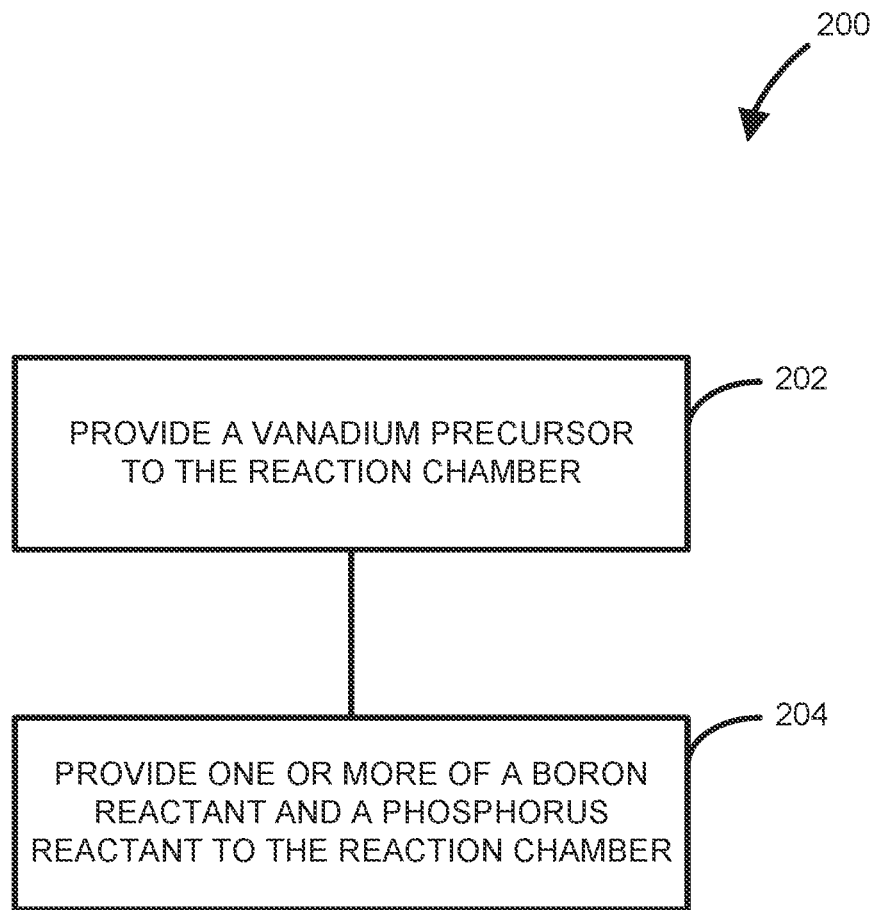 200
202
PROVIDE A VANADIUM PRECURSOR
TO THE REACTION CHAMBER
204
PROVIDE ONE OR MORE OF A BORON
REACTANT AND A PHOSPHORUS
REACTANT TO THE REACTION CHAMBER